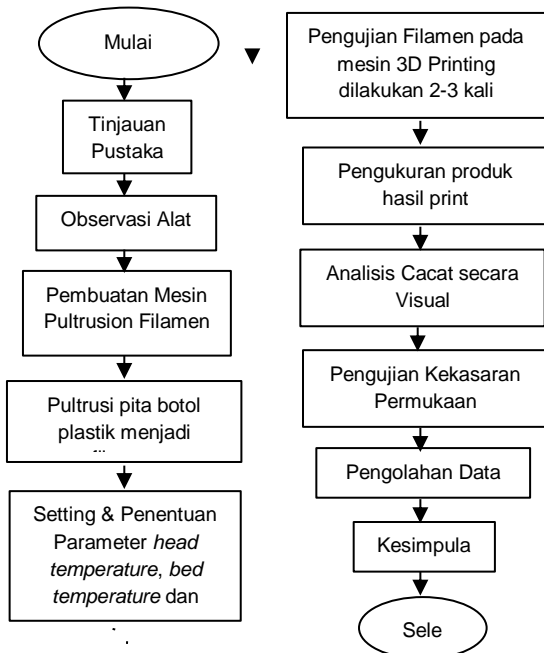 Mulai
Tinjauan
Pustaka
Observasi Alat
Pembuatan Mesin
Pultrusion Filamen
Pultrusi pita botol
plastik menjadi
Setting & Penentuan
Parameter head
temperature, bed
temperature dan
Pengujian Filamen pada
mesin 3D Printing
dilakukan 2-3 kali
Pengukuran produk
hasil print
Analisis Cacat secara
Visual
Pengujian Kekasaran
Permukaan
Pengolahan Data
Kesimpula
Sele